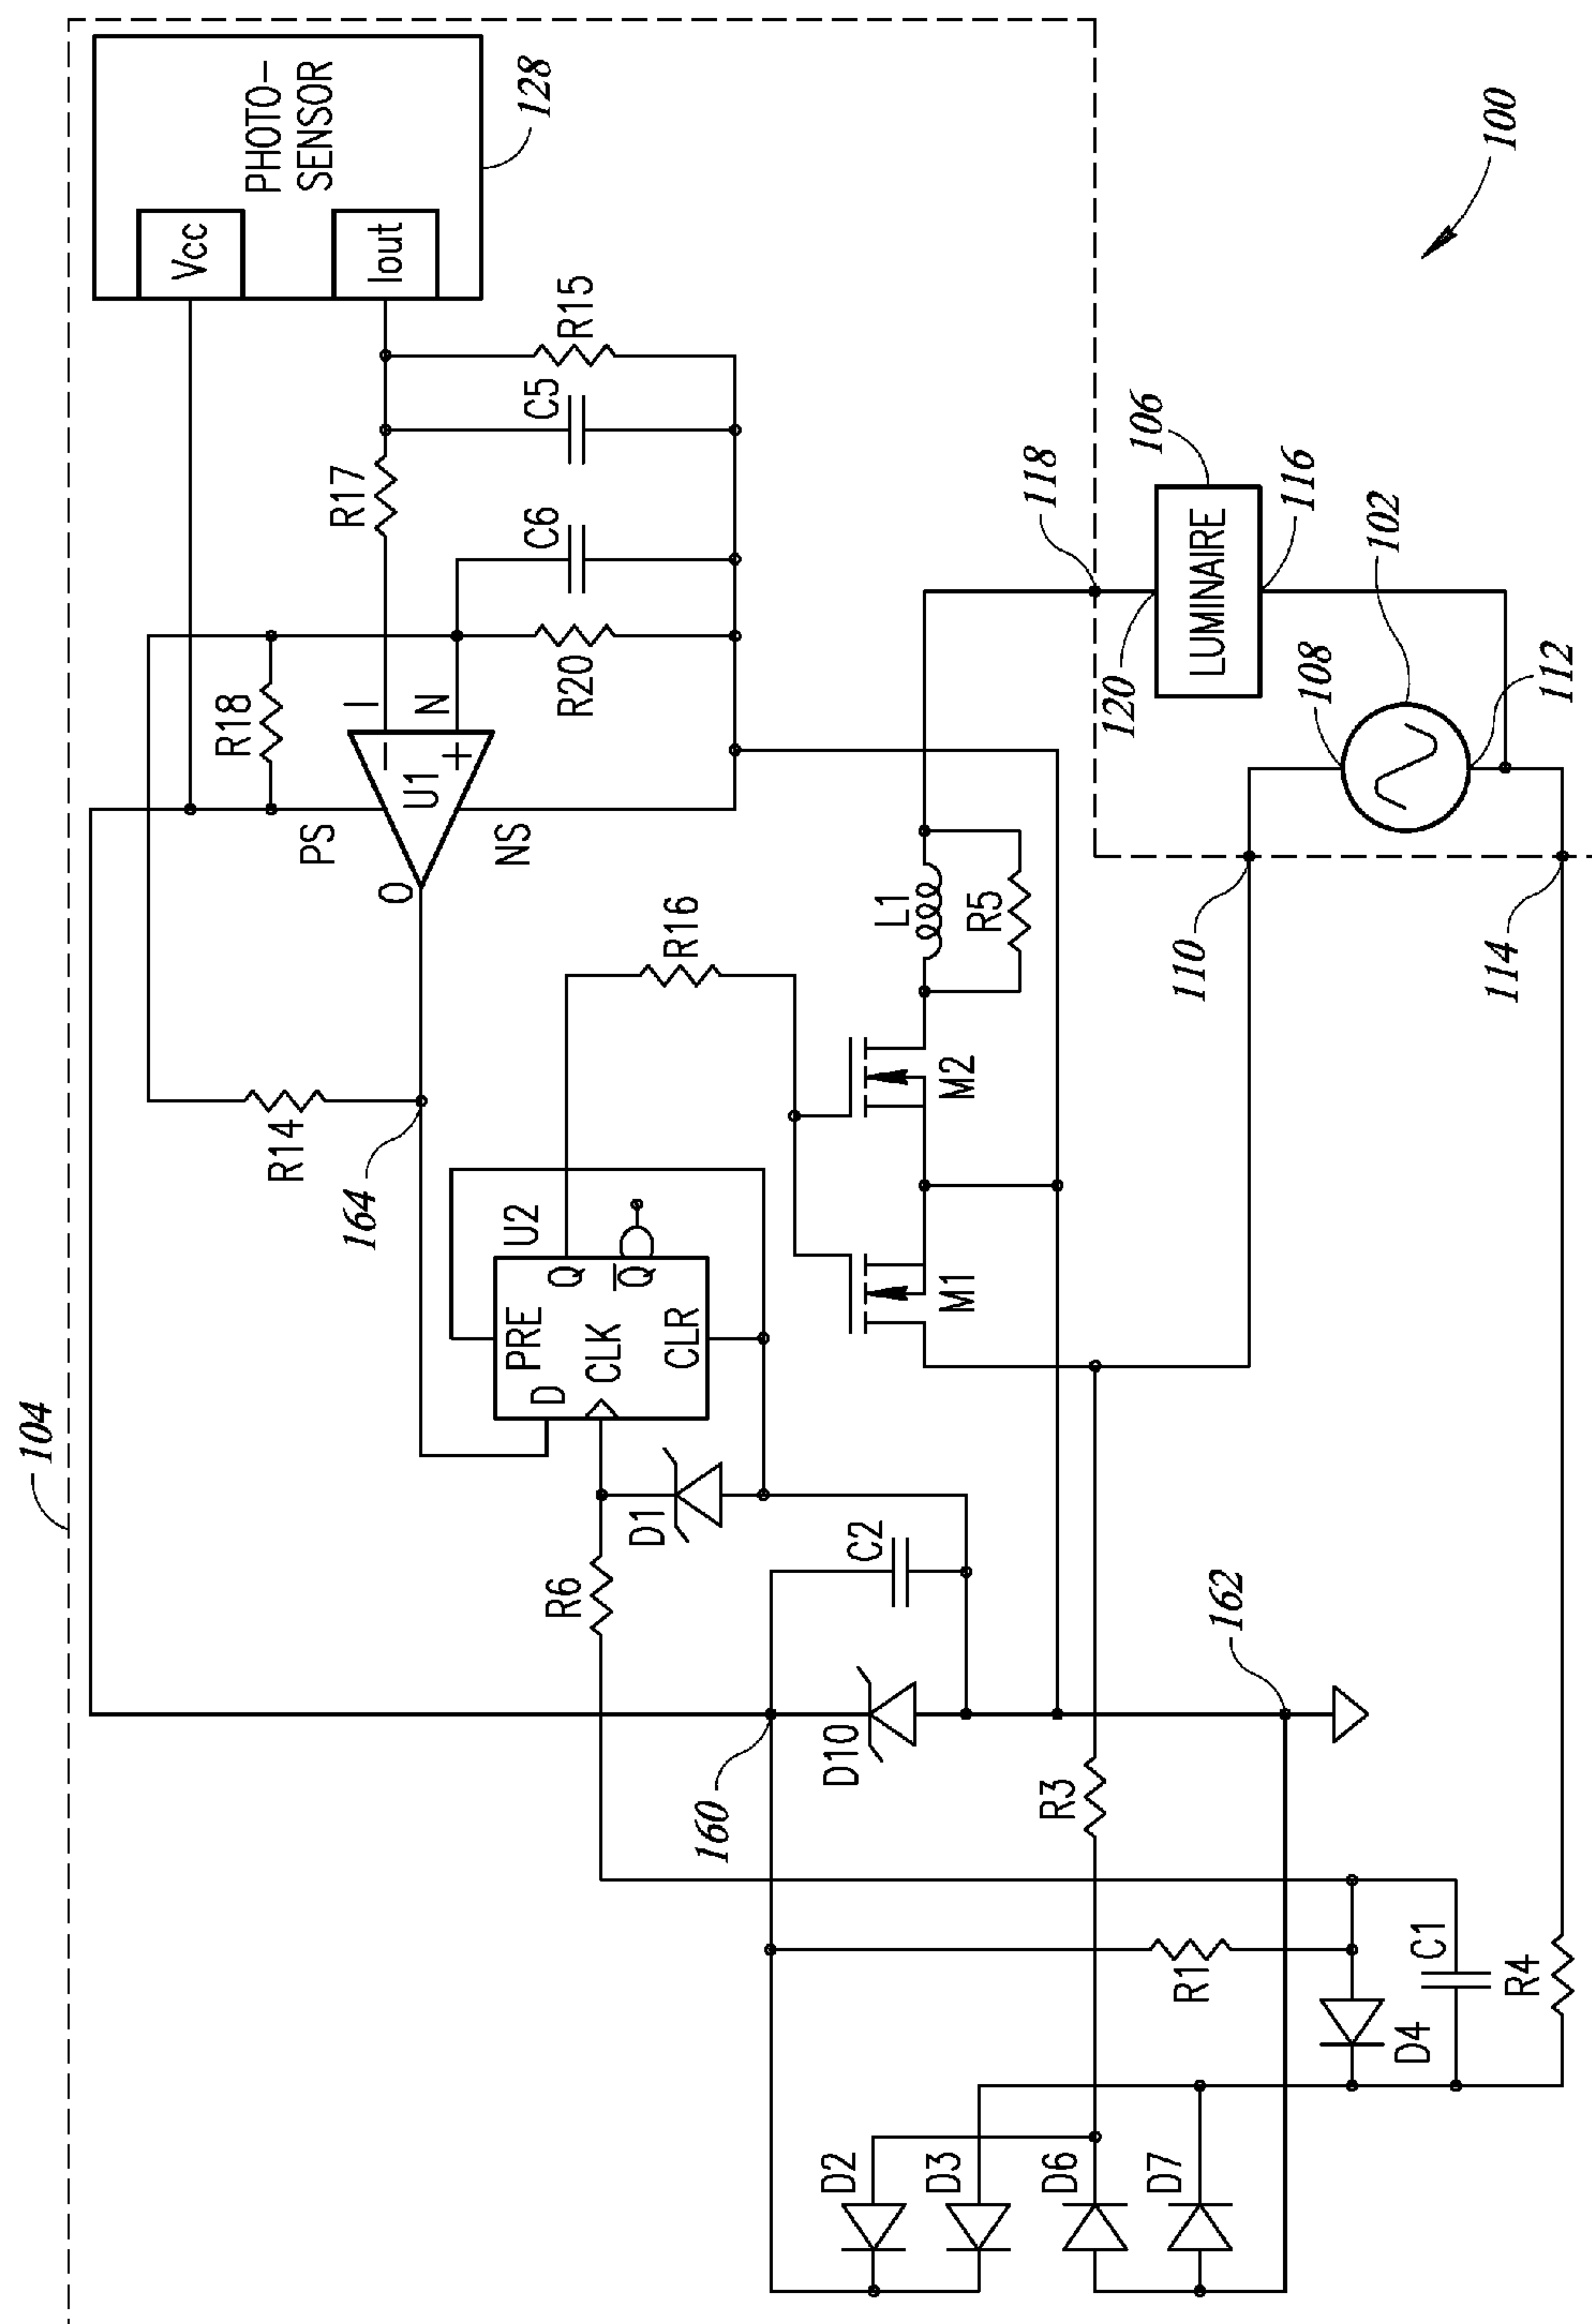 104
PHOTO-
SENSOR
128
Vcc
Iout
R15
C5
R17
C6
R20
R18
I
N
−
+
U1
PS
NS
O
R14
164
R16
U2
PRE
D
CLK
CLR
Q
Q̅
M1
M2
L1
R5
118
106
LUMINAIRE
120
116
102
108
112
110
114
100
R6
D1
C2
D10
160
162
R3
R1
D4
C1
R4
D2
D3
D6
D7